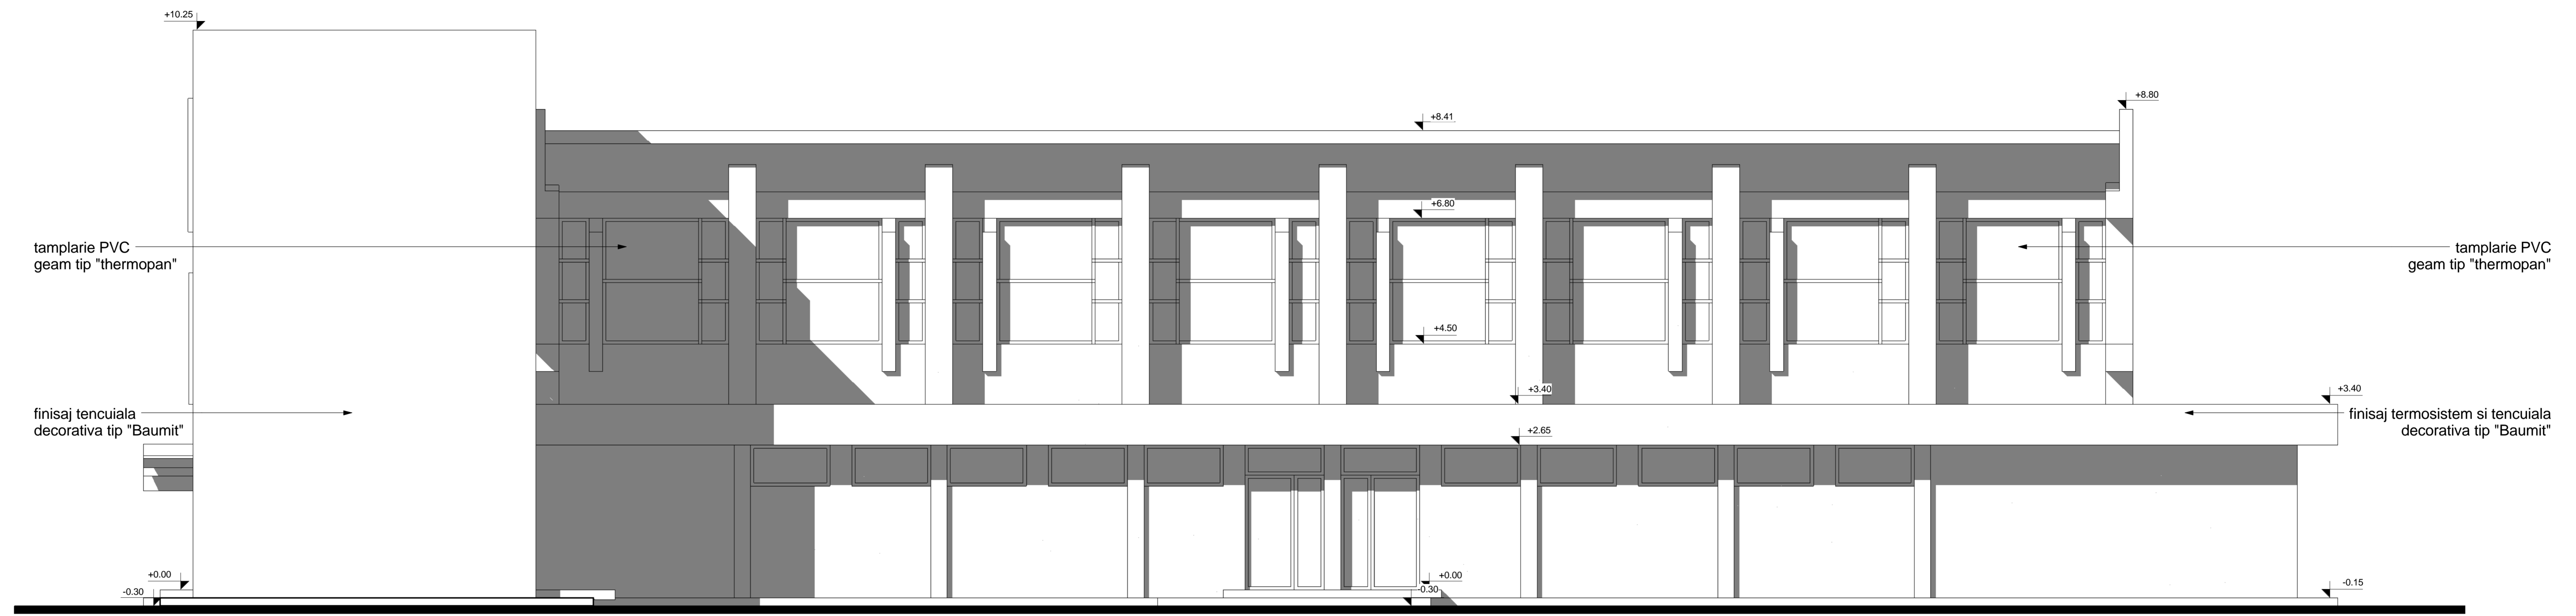 +10.25
+8.80
+8.41
+6.80
tamplarie PVC
geam tip "thermopan"
tamplarie PVC
geam tip "thermopan"
+4.50
+3.40
+3.40
finisaj tencuiala
decorativa tip "Baumit"
finisaj termosistem si tencuiala
decorativa tip "Baumit"
+2.65
+0.00
+0.00
-0.15
-0.30
-0.30